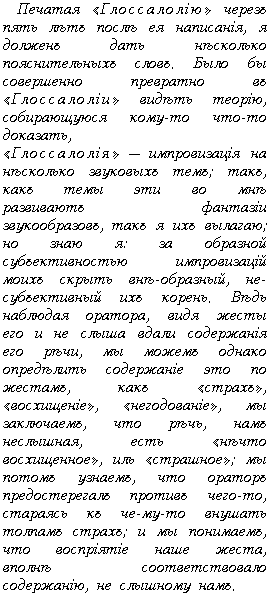 Печатая «Глоссалолію» черезъ
пять лѣтъ послѣ ея написанія, я
долженъ дать нѣсколько
пояснительныхъ словъ. Было бы
совершенно превратно въ
«Глоссалоліи» видѣть теорію,
собирающуюся кому-то что-то
доказать,
«Глоссалолія» — импровизація на
нѣсколько звуковыхъ темъ; такъ,
какъ темы эти во мнѣ
развиваютъ фантазіи
звукообразовъ, такъ я ихъ вылагаю;
но знаю я: за образной
субъективностью импровизацій
моихъ скрытъ внѣ-образный, не-
субъективный ихъ корень. Вѣдь
наблюдая оратора, видя жесты
его и не слыша вдали содержанія
его рѣчи, мы можемъ однако
опредѣлить содержаніе это по
жестамъ, какъ «страхъ»,
«восхищеніе», «негодованіе», мы
заключаемъ, что рѣчь, намъ
неслышная, есть «нѣчто
восхищенное», иль «страшное»; мы
потомъ узнаемъ, что ораторъ
предостерегалъ противъ чего-то,
стараясь къ че-му-то внушать
толпамъ страхъ; и мы понимаемъ,
что воспріятіе наше жеста,
вполнѣ соответствовало
содержанію, не слышному намъ.